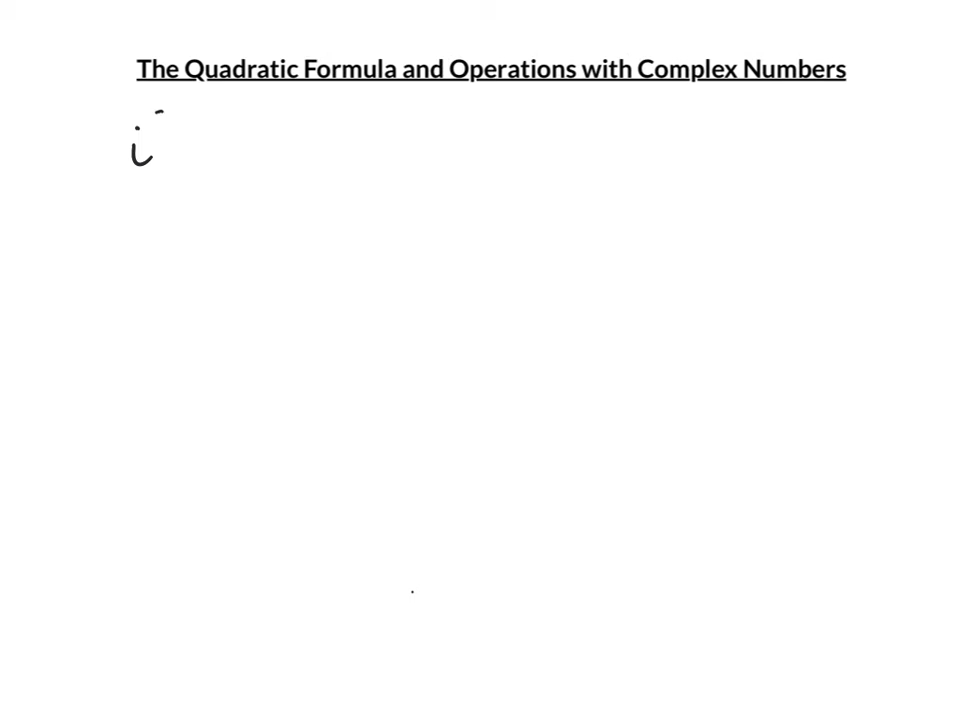 The Quadratic Formula and Operations with Complex Numbers
i